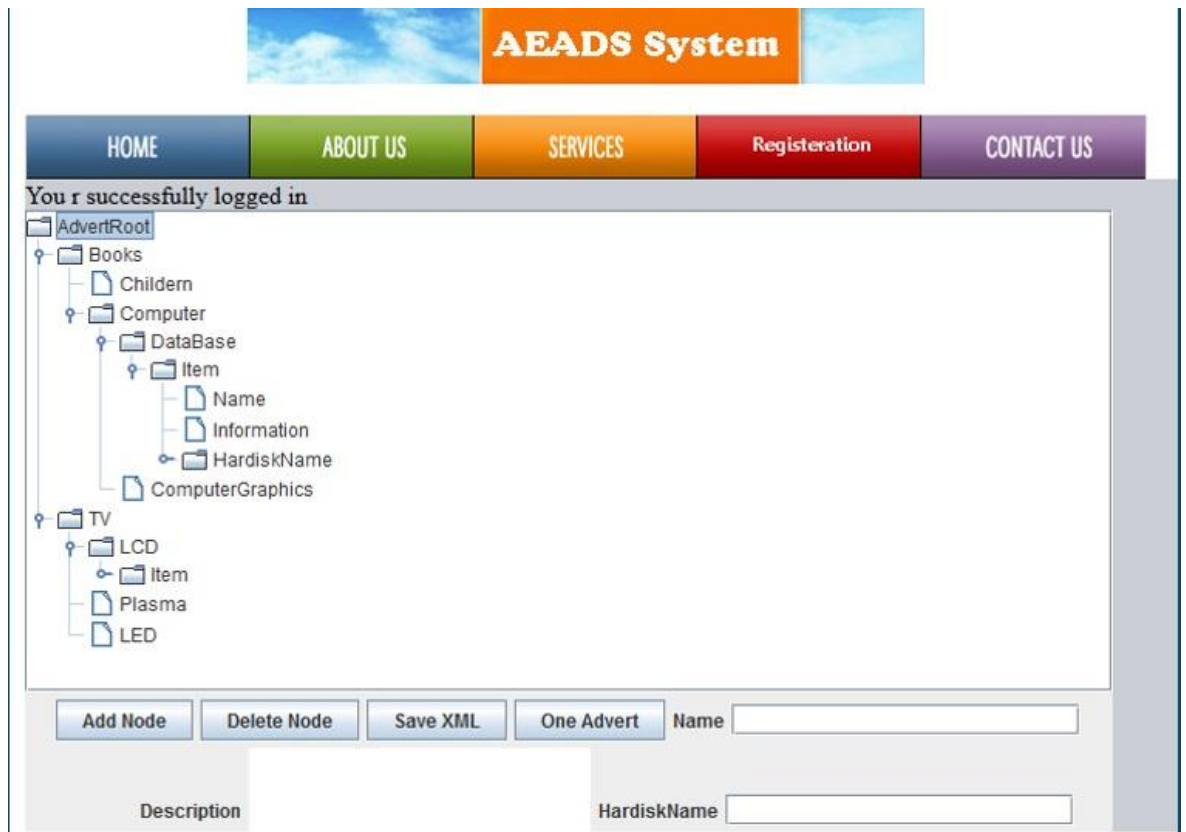 AEADS System
HOME ABOUT US SERVICES Registeration CONTACT US
You r successfully logged in
AdvertRoot
Books
Childern
Computer
DataBase
Item
Name
Information
HardiskName
ComputerGraphics
TV
LCD
Item
Plasma
LED
Add Node Delete Node Save XML One Advert Name
Description HardiskName